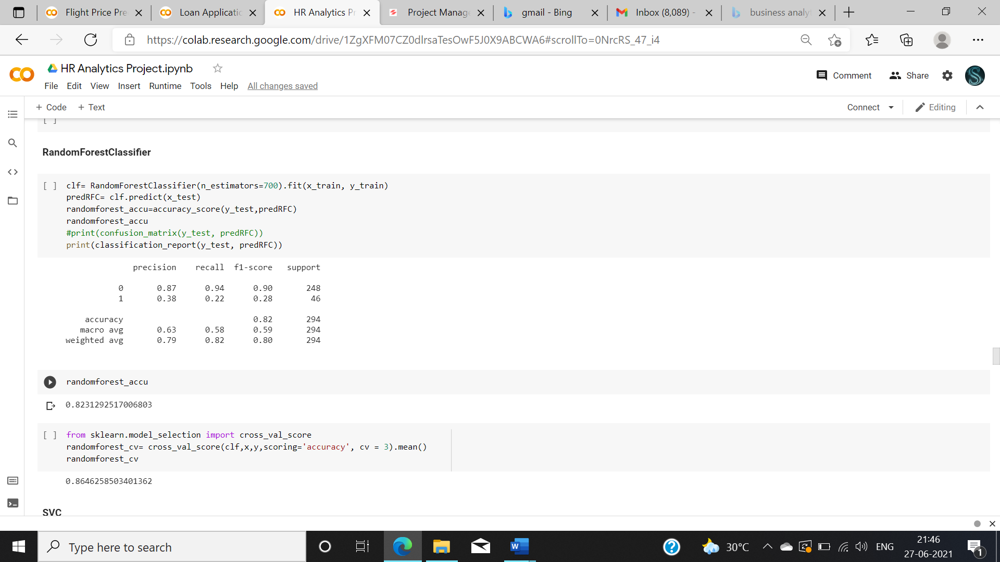 Flight Price Pre
Loan Applicatic
HR Analytics Pr
Project Manage
gmail - Bing
Inbox (8,089) -
business analyt
https://colab.research.google.com/drive/1ZgXFM07CZ0dlrsaTesOwF5J0X9ABCWA6#scrollTo=0NrcRS_47_i4
HR Analytics Project.ipynb
Comment
Share
S
File Edit View Insert Runtime Tools Help All changes saved
+ Code + Text
Connect
Editing
[ ]
RandomForestClassifier
[ ] clf= RandomForestClassifier(n_estimators=700).fit(x_train, y_train)
predRFC= clf.predict(x_test)
randomforest_accu=accuracy_score(y_test,predRFC)
randomforest_accu
#print(confusion_matrix(y_test, predRFC))
print(classification_report(y_test, predRFC))
precision recall f1-score support
0 0.87 0.94 0.90 248
1 0.38 0.22 0.28 46
accuracy 0.82 294
macro avg 0.63 0.58 0.59 294
weighted avg 0.79 0.82 0.80 294
randomforest_accu
0.8231292517006803
[ ] from sklearn.model_selection import cross_val_score
randomforest_cv= cross_val_score(clf,x,y,scoring='accuracy', cv = 3).mean()
randomforest_cv
0.8646258503401362
SVC
Type here to search
W
30°C
ENG
21:46
27-06-2021
1